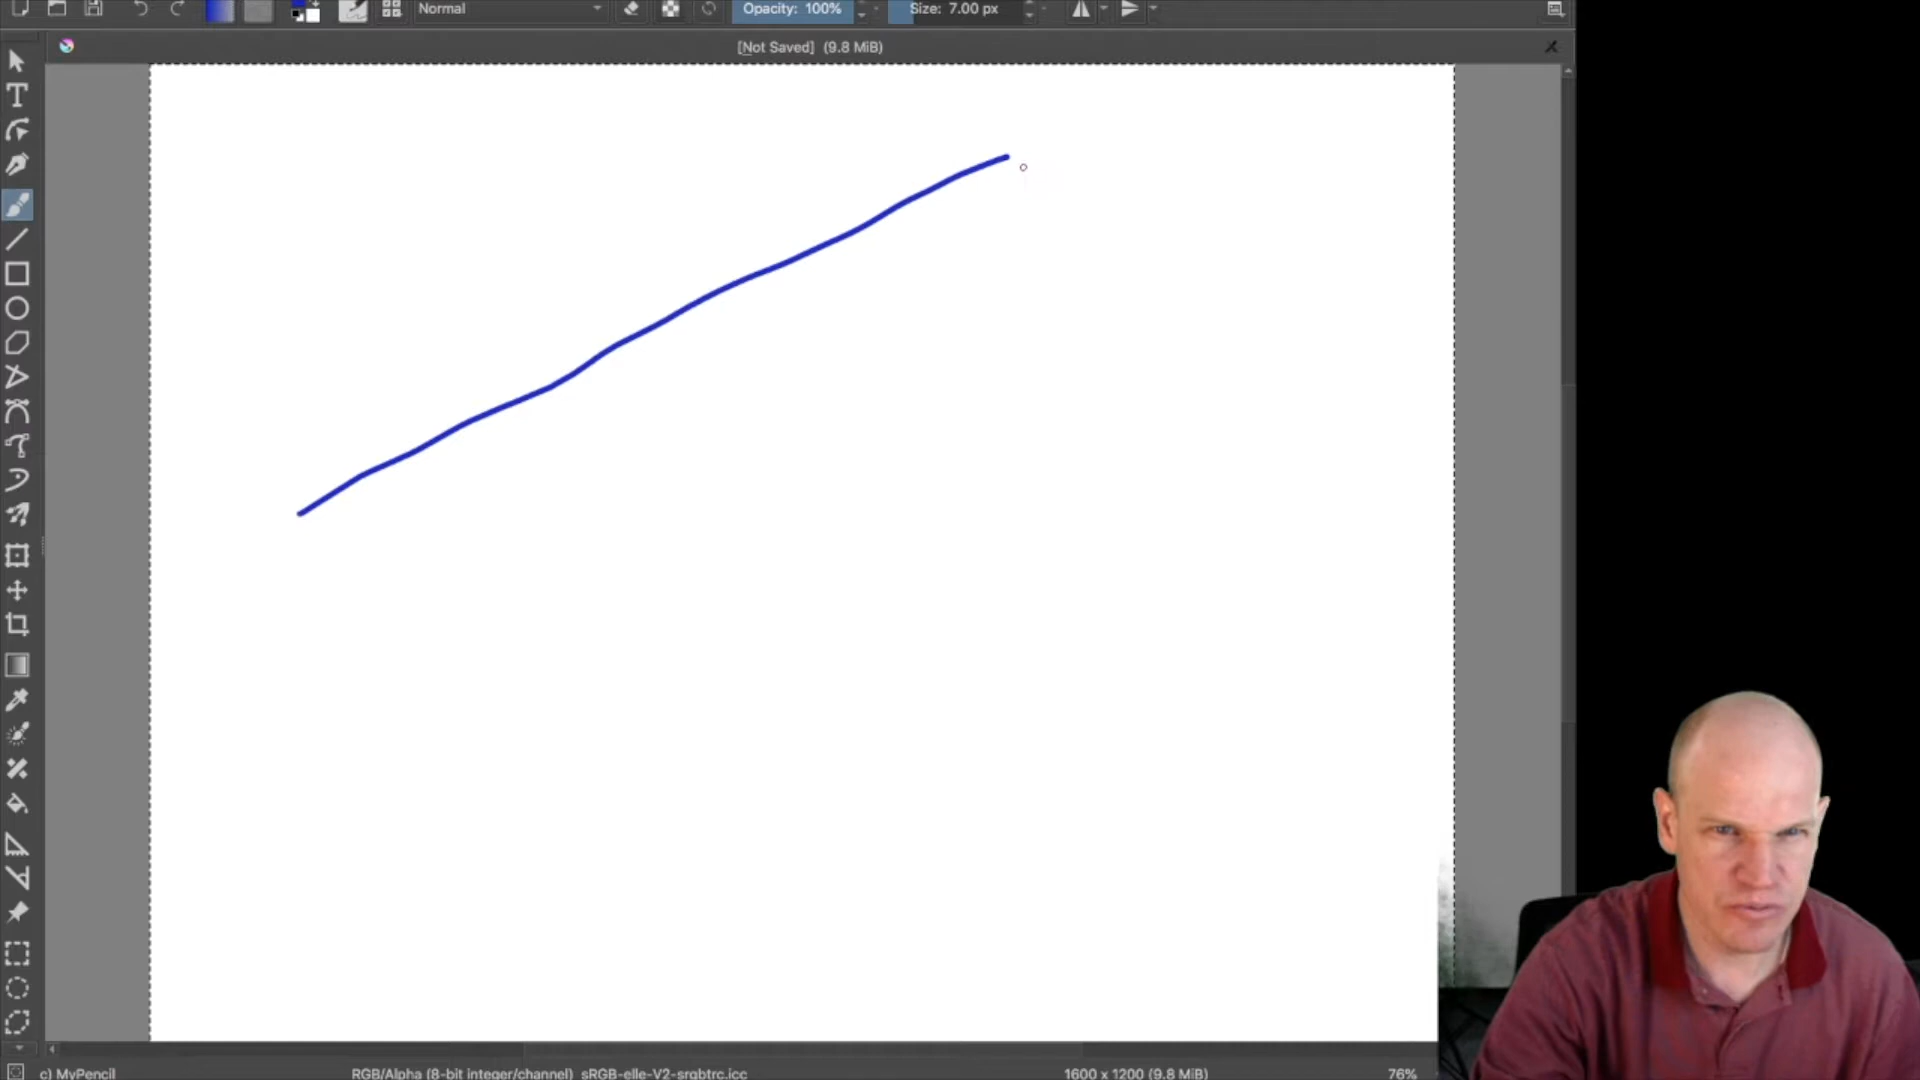 Normal
Opacity: 100%
Size: 7.00 px
[Not Saved] (9.8 MiB)
c) MyPencil
RGB/Alpha (8-bit integer/channel) sRGB-elle-V2-srgbtrc.icc
1600 x 1200 (9.8 MiB)
76%